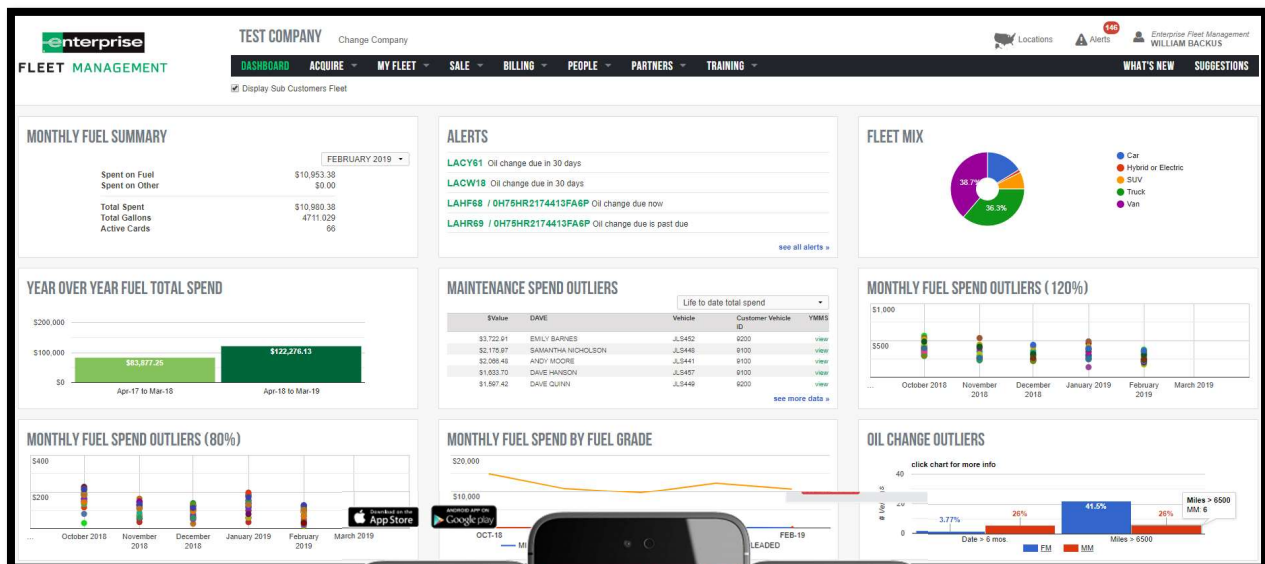 enterprise
FLEET MANAGEMENT
TEST COMPANY Change Company
Locations
146
Alerts
Enterprise Fleet Management
WILLIAM BACKUS
DASHBOARD ACQUIRE MY FLEET SALE BILLING PEOPLE PARTNERS TRAINING WHAT'S NEW SUGGESTIONS
Display Sub Customers Fleet
MONTHLY FUEL SUMMARY
FEBRUARY 2019
Spent on Fuel $10,953.38
Spent on Other $0.00
Total Spent $10,980.38
Total Gallons 4711.029
Active Cards 66
ALERTS
LACY61 Oil change due in 30 days
LACW18 Oil change due in 30 days
LAHF68 / 0H75HR2174413FA6P Oil change due now
LAHR69 / 0H75HR2174413FA6P Oil change due is past due
see all alerts »
FLEET MIX
38.7%
36.3%
Car
Hybrid or Electric
SUV
Truck
Van
YEAR OVER YEAR FUEL TOTAL SPEND
$200,000
$100,000
$0
$83,877.25
$122,276.13
Apr-17 to Mar-18
Apr-18 to Mar-19
MAINTENANCE SPEND OUTLIERS
Life to date total spend
$Value DAVE Vehicle Customer Vehicle ID YMMS
$3,722.91 EMILY BARNES JLS452 9200 view
$2,175.97 SAMANTHA NICHOLSON JLS448 9100 view
$2,066.48 ANDY MOORE JLS441 9100 view
$1,633.70 DAVE HANSON JLS457 9100 view
$1,597.42 DAVE QUINN JLS449 9200 view
see more data »
MONTHLY FUEL SPEND OUTLIERS (120%)
$1,000
$500
...
October 2018
November 2018
December 2018
January 2019
February 2019
March 2019
MONTHLY FUEL SPEND OUTLIERS (80%)
$400
$200
...
October 2018
November 2018
December 2018
January 2019
February 2019
March 2019
Download on the
App Store
ANDROID APP ON
Google play
MONTHLY FUEL SPEND BY FUEL GRADE
$20,000
$10,000
OCT-18
FEB-19
MI
LEADED
OIL CHANGE OUTLIERS
click chart for more info
40
20
0
3.77%
26%
41.5%
26%
Miles > 6500
MM: 6
Date > 6 mos.
Miles > 6500
FM
MM